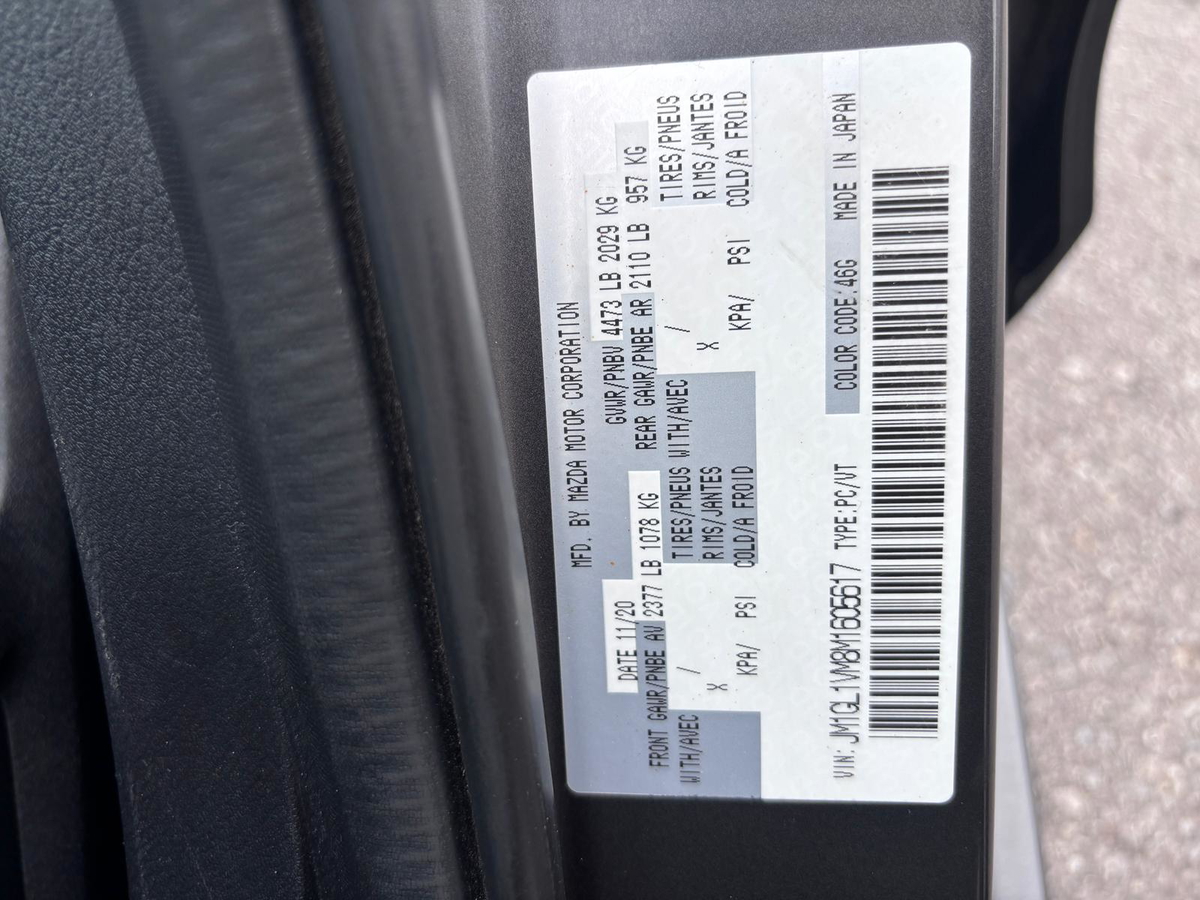 MFD. BY MAZDA MOTOR CORPORATION
DATE 11/20 GVWR/PNBV 4473 LB 2029 KG
FRONT GAWR/PNBE AV 2377 LB 1078 KG REAR GAWR/PNBE AR 2110 LB 957 KG
WITH/AVEC / TIRES/PNEUS WITH/AVEC / TIRES/PNEUS
X RIMS/JANTES X RIMS/JANTES
KPA/ PSI COLD/A FROID KPA/ PSI COLD/A FROID
COLOR CODE:46G MADE IN JAPAN
VIN: JM1GL1VM8M1605617 TYPE:PC/VT